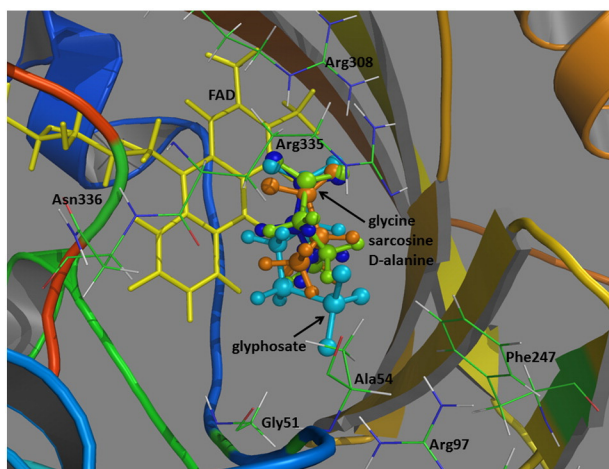 Arg308
FAD
Arg335
Asn336
glycine
sarcosine
D-alanine
glyphosate
Phe247
Ala54
Gly51
Arg97